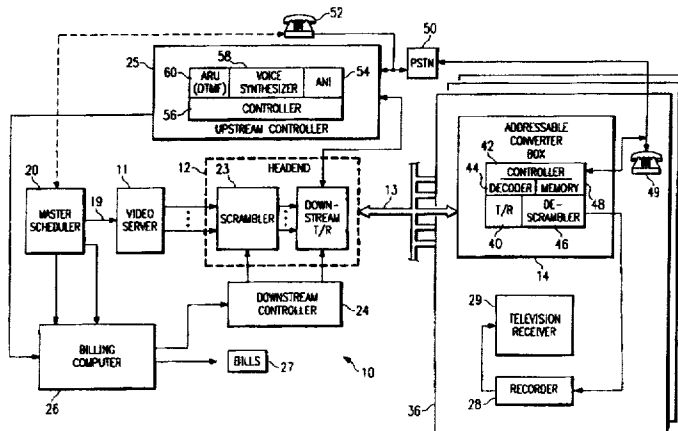 52
58
50
25
60
ARU
(DTMF)
VOICE
SYNTHESIZER
ANI
54
PSTN
56
CONTROLLER
UPSTREAM CONTROLLER
ADDRESSABLE
CONVERTER
BOX
42
CONTROLLER
44
DECODER
MEMORY
48
T/R
DE-
SCRAMBLER
40
46
14
49
12
HEADEND
20
11
23
13
MASTER
SCHEDULER
19
VIDEO
SERVER
SCRAMBLER
DOWN-
STREAM
T/R
DOWNSTREAM
CONTROLLER
24
29
TELEVISION
RECEIVER
BILLING
COMPUTER
26
BILLS
27
10
RECORDER
36
28